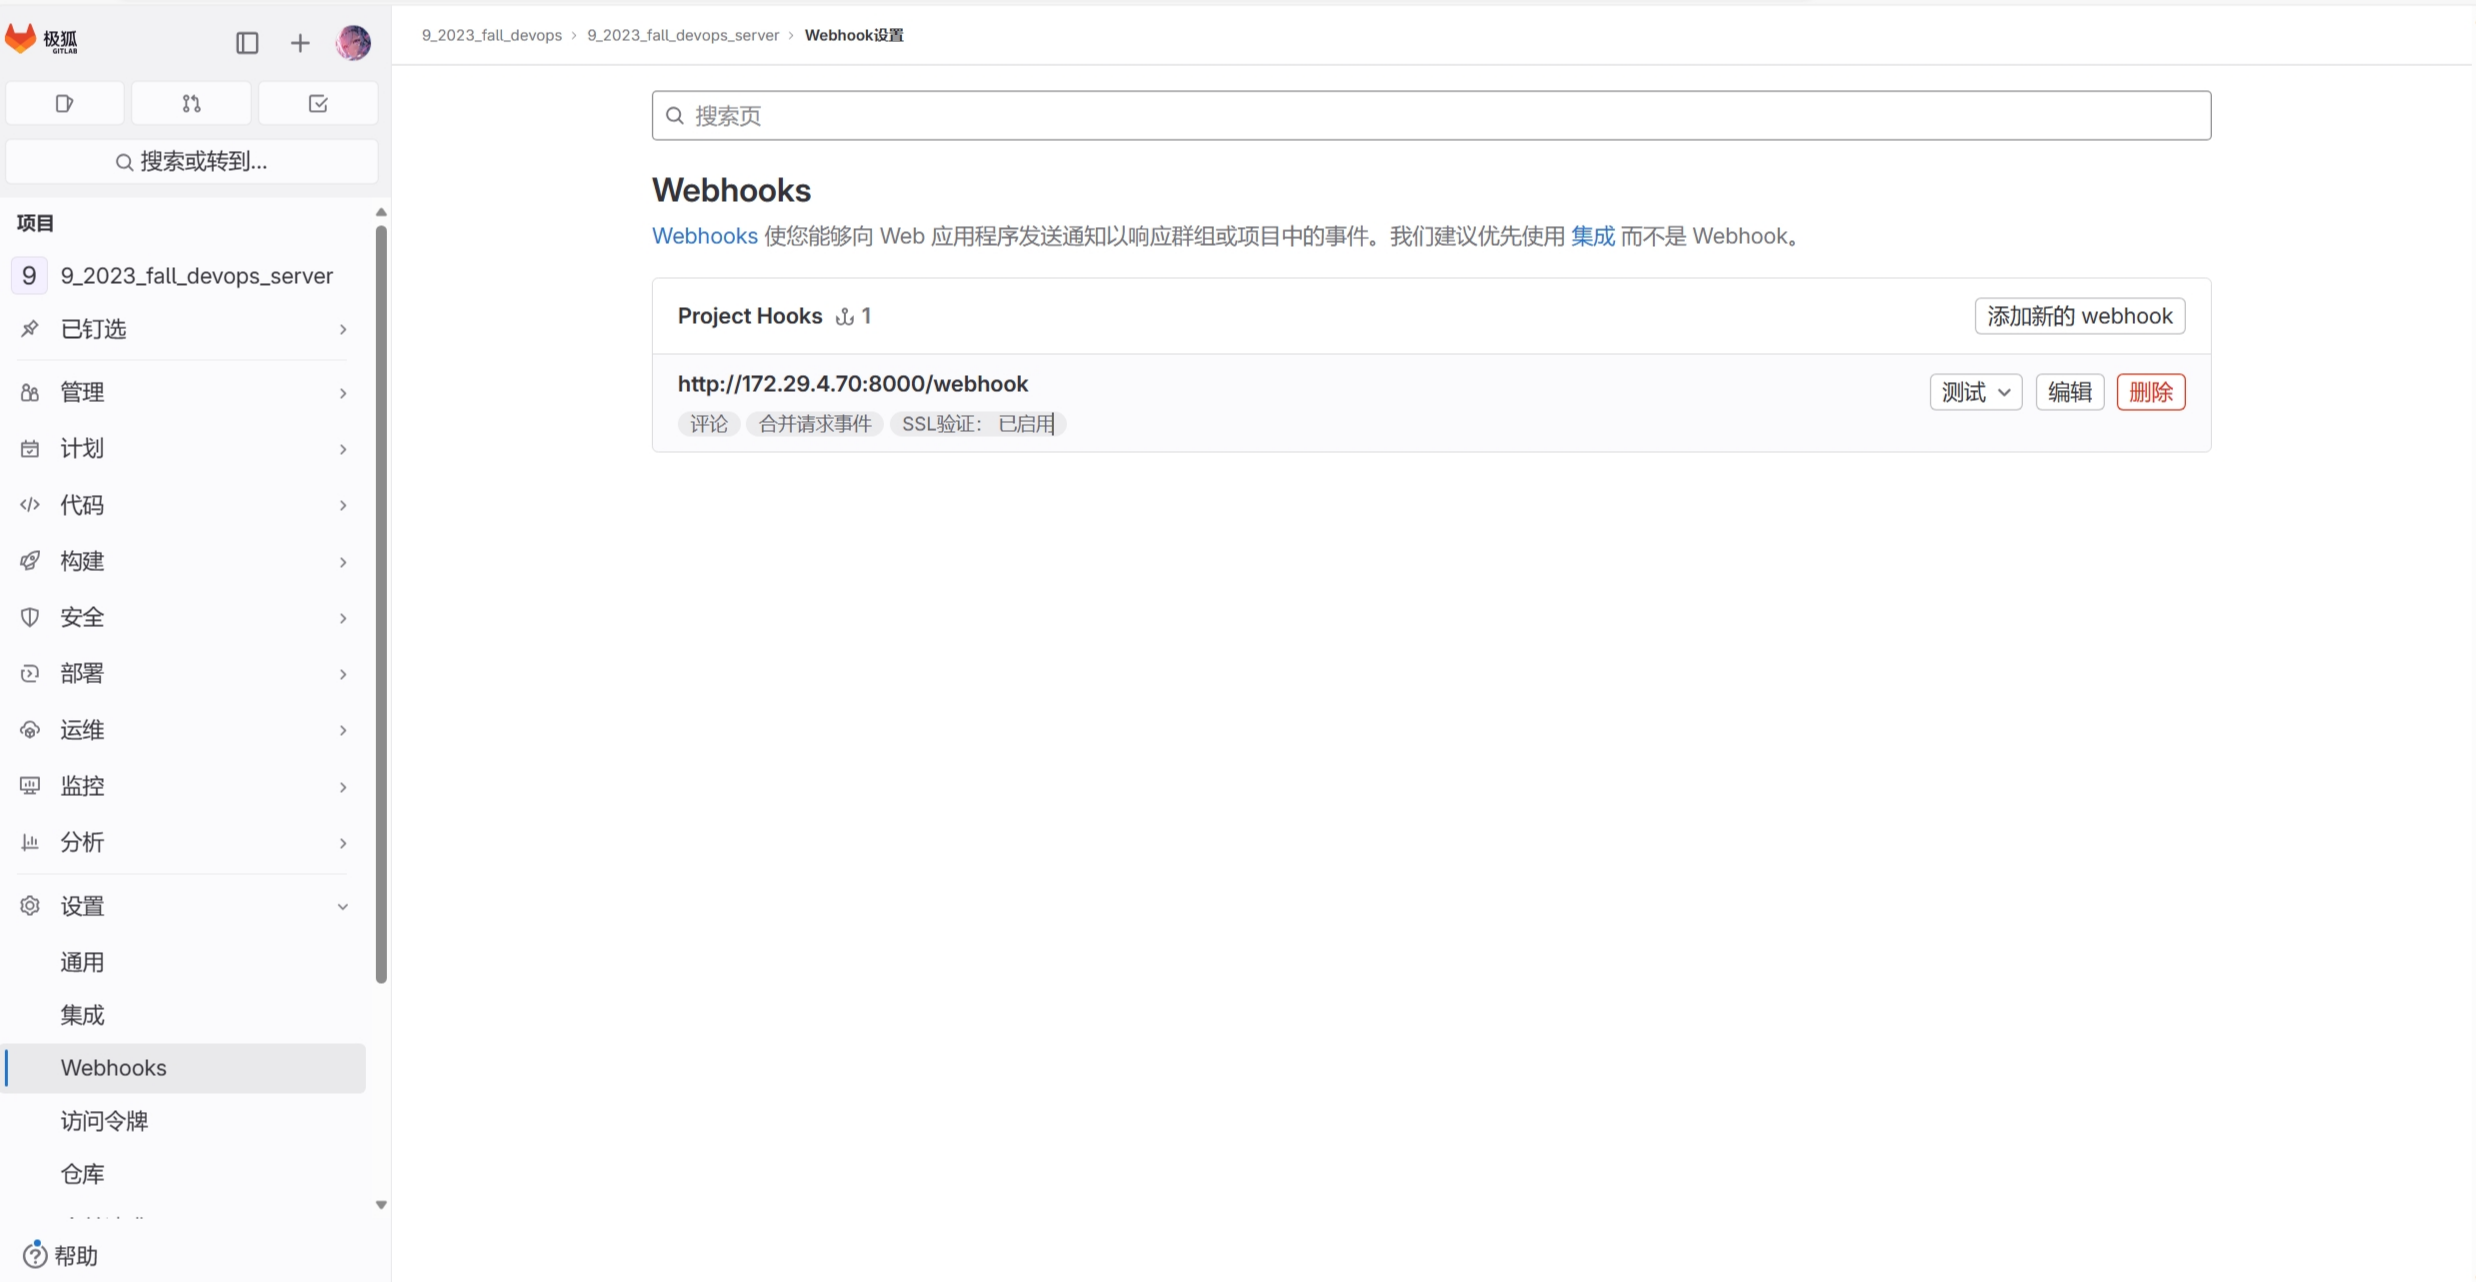 极狐
GITLAB
搜索或转到...
项目
9 9_2023_fall_devops_server
已钉选
管理
计划
代码
构建
安全
部署
运维
监控
分析
设置
通用
集成
Webhooks
访问令牌
仓库
帮助
9_2023_fall_devops › 9_2023_fall_devops_server › Webhook设置
搜索页
Webhooks
Webhooks 使您能够向 Web 应用程序发送通知以响应群组或项目中的事件。我们建议优先使用 集成 而不是 Webhook。
Project Hooks 1
添加新的 webhook
http://172.29.4.70:8000/webhook
评论 合并请求事件 SSL验证: 已启用
测试 编辑 删除